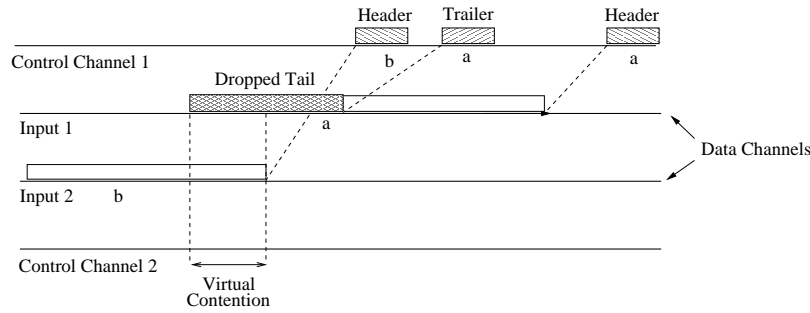 Header
Trailer
Header
Control Channel 1
b
a
a
Dropped Tail
Input 1
a
Data Channels
Input 2
b
Control Channel 2
Virtual
Contention